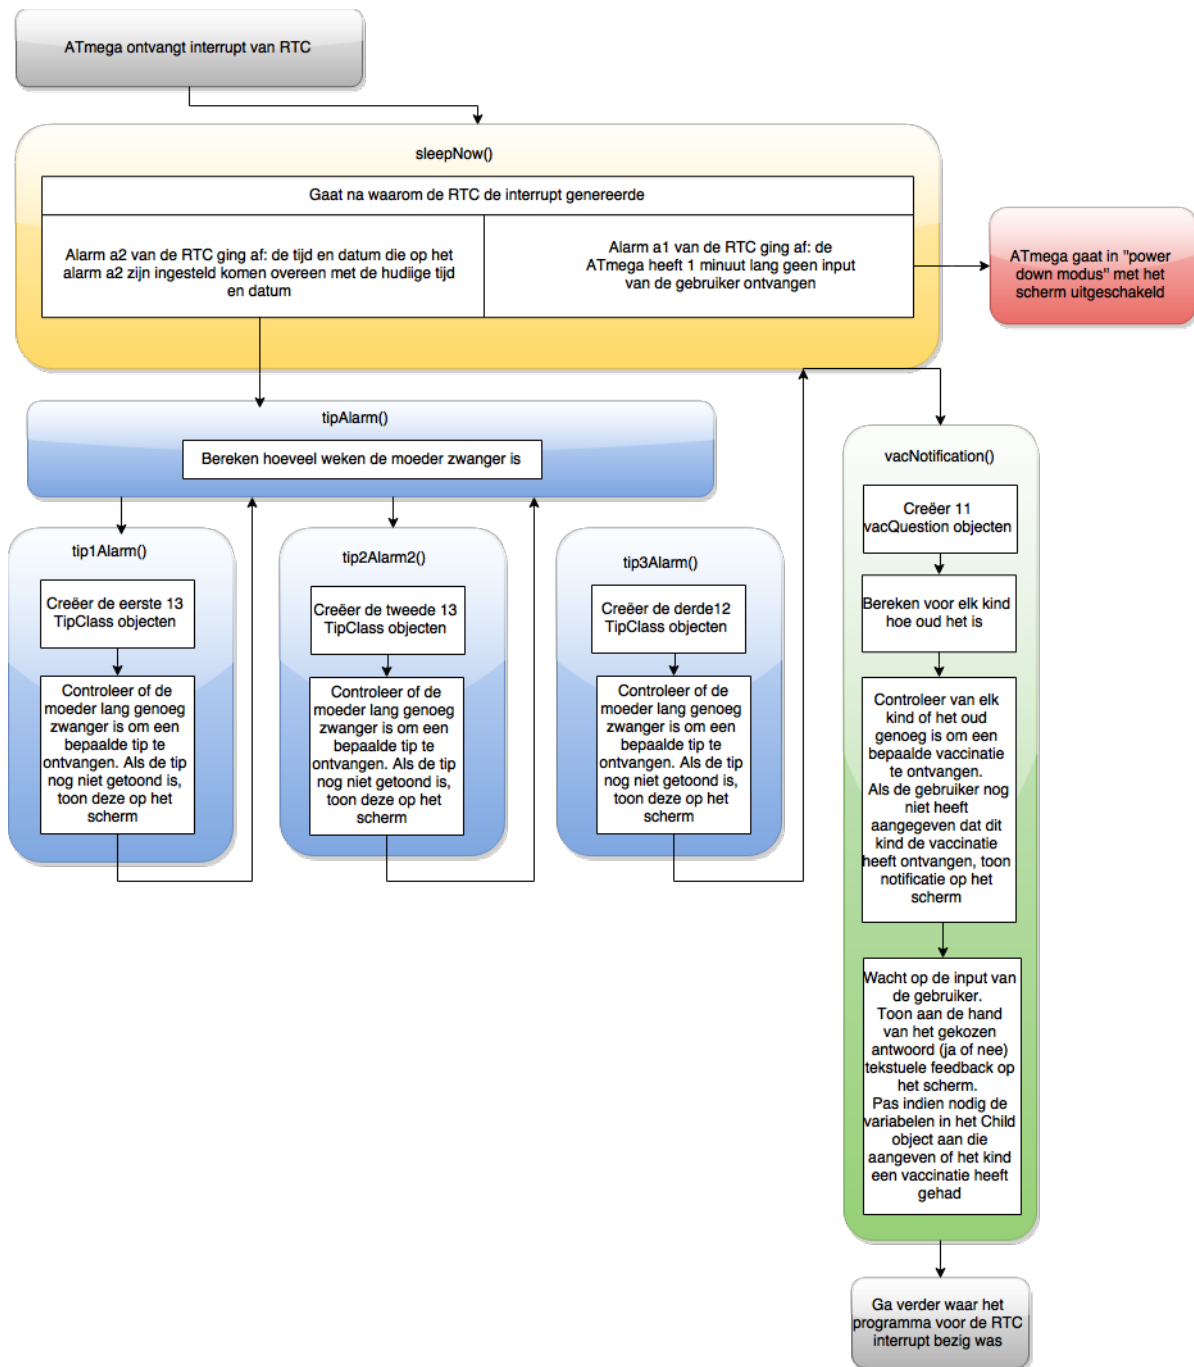 ATmega ontvangt interrupt van RTC
sleepNow()
Gaat na waarom de RTC de interrupt genereerde
Alarm a2 van de RTC ging af: de tijd en datum die op het
alarm a2 zijn ingesteld komen overeen met de hudiige tijd
en datum
Alarm a1 van de RTC ging af: de
ATmega heeft 1 minuut lang geen input
van de gebruiker ontvangen
ATmega gaat in "power
down modus" met het
scherm uitgeschakeld
tipAlarm()
Bereken hoeveel weken de moeder zwanger is
tip1Alarm()
Creëer de eerste 13
TipClass objecten
Controleer of de
moeder lang genoeg
zwanger is om een
bepaalde tip te
ontvangen. Als de tip
nog niet getoond is,
toon deze op het
scherm
tip2Alarm2()
Creëer de tweede 13
TipClass objecten
Controleer of de
moeder lang genoeg
zwanger is om een
bepaalde tip te
ontvangen. Als de tip
nog niet getoond is,
toon deze op het
scherm
tip3Alarm()
Creëer de derde12
TipClass objecten
Controleer of de
moeder lang genoeg
zwanger is om een
bepaalde tip te
ontvangen. Als de tip
nog niet getoond is,
toon deze op het
scherm
vacNotification()
Creëer 11
vacQuestion objecten
Bereken voor elk kind
hoe oud het is
Controleer van elk
kind of het oud
genoeg is om een
bepaalde vaccinatie
te ontvangen.
Als de gebruiker nog
niet heeft
aangegeven dat dit
kind de vaccinatie
heeft ontvangen, toon
notificatie op het
scherm
Wacht op de input van
de gebruiker.
Toon aan de hand
van het gekozen
antwoord (ja of nee)
tekstuele feedback op
het scherm.
Pas indien nodig de
variabelen in het Child
object aan die
aangeven of het kind
een vaccinatie heeft
gehad
Ga verder waar het
programma voor de RTC
interrupt bezig was